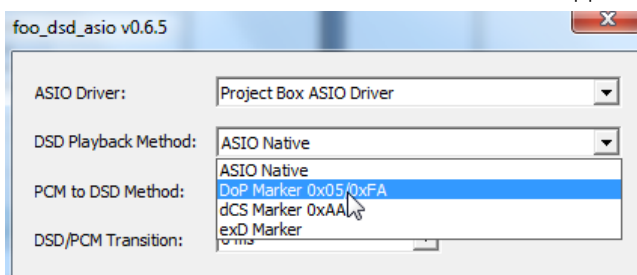 foo_dsd_asio v0.6.5
ASIO Driver: Project Box ASIO Driver
DSD Playback Method: ASIO Native
ASIO Native
PCM to DSD Method: DoP Marker 0x05/0xFA
dCS Marker 0xAA
exD Marker
DSD/PCM Transition: